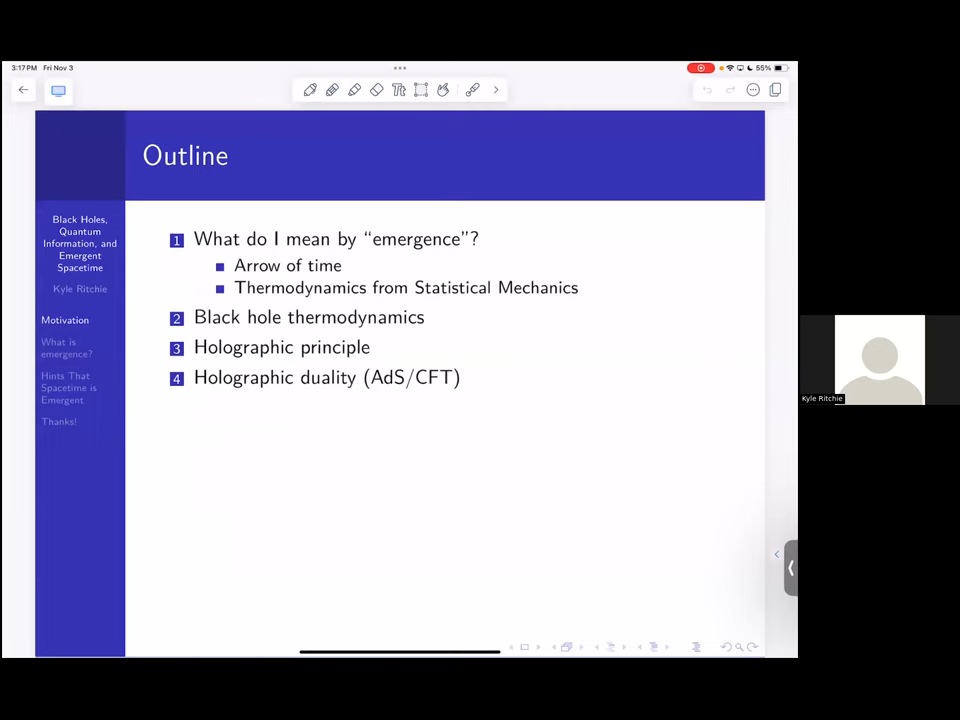 3:17 PM Fri Nov 3
55%
Tt
Outline
Black Holes,
Quantum
Information, and
Emergent
Spacetime
Kyle Ritchie
Motivation
What is
emergence?
Hints That
Spacetime is
Emergent
Thanks!
1 What do I mean by “emergence”?
Arrow of time
Thermodynamics from Statistical Mechanics
2 Black hole thermodynamics
3 Holographic principle
4 Holographic duality (AdS/CFT)
Kyle Ritchie